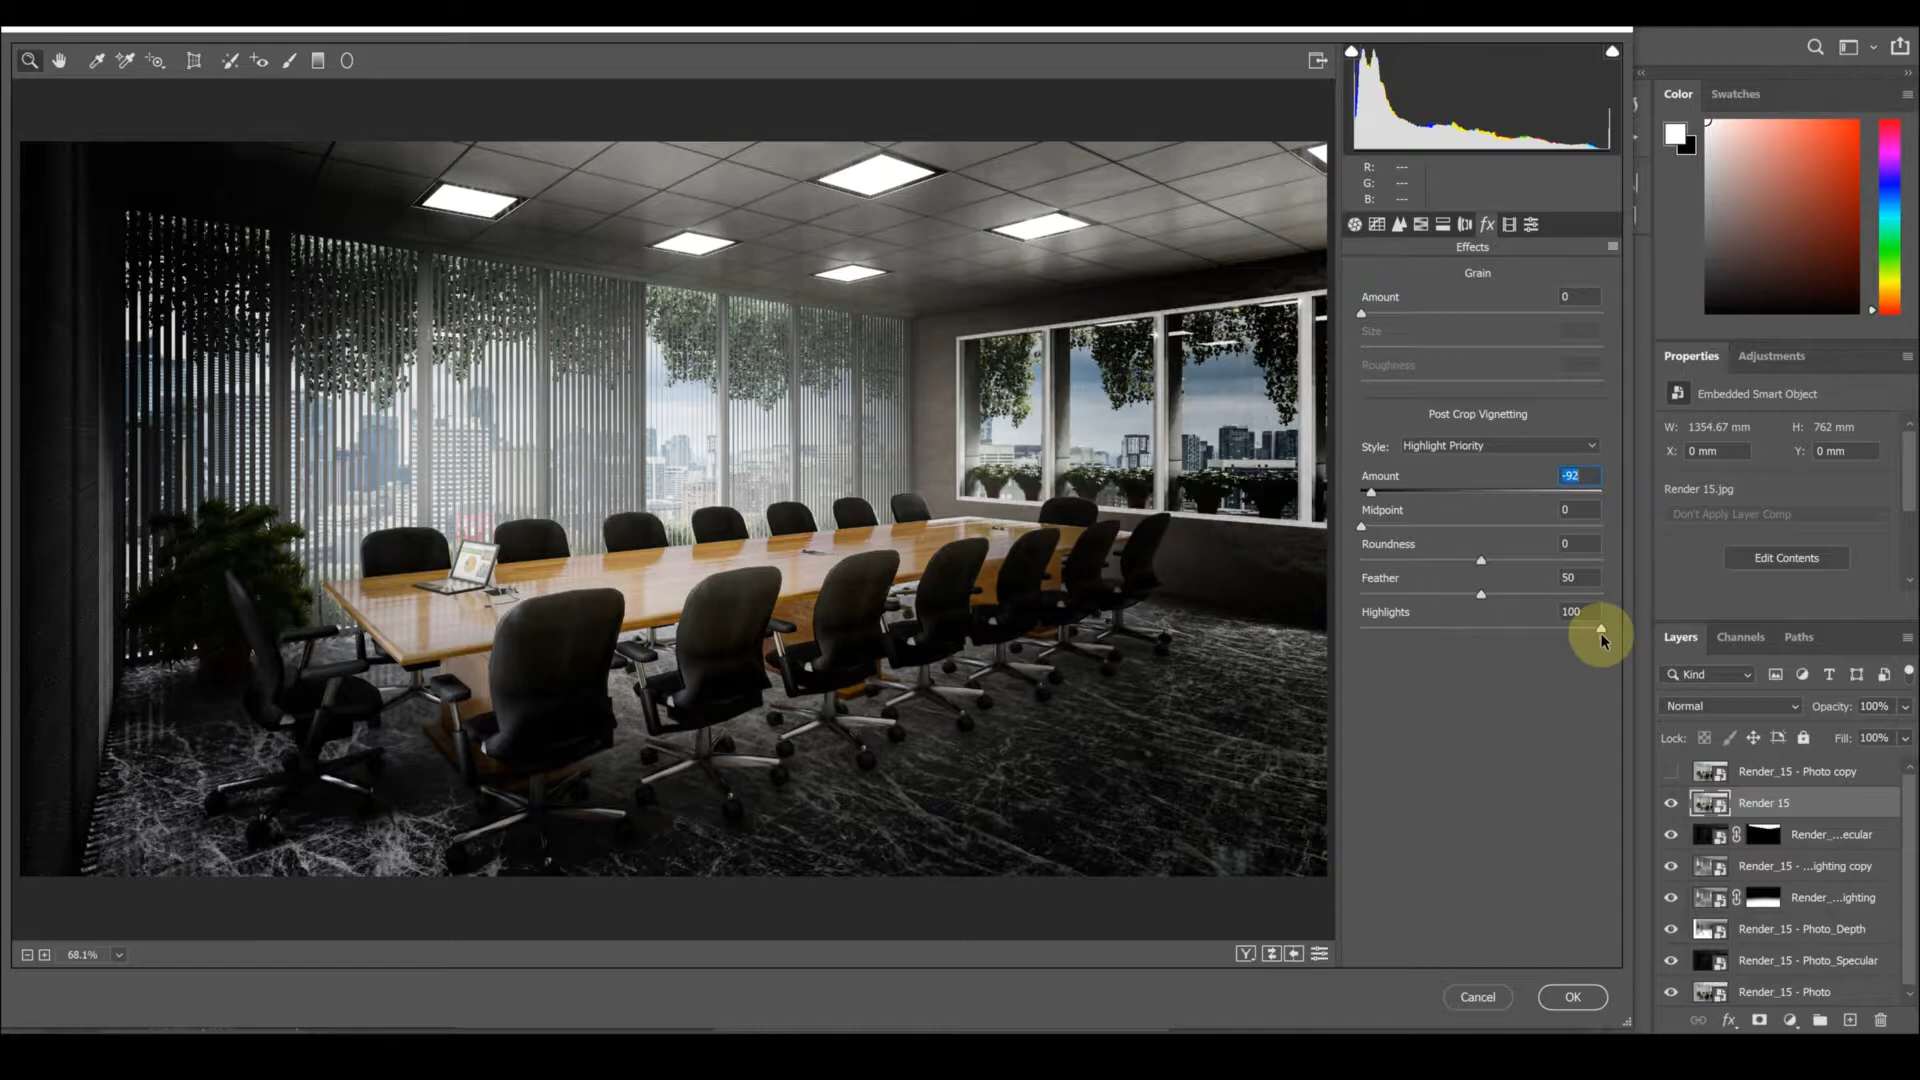 Color Swatches
R: ---
G: ---
B: ---
fx
Effects
Grain
Amount 0
Size
Roughness
Post Crop Vignetting
Style: Highlight Priority
Amount -92
Midpoint 0
Roundness 0
Feather 50
Highlights 100
68.1%
Y
Cancel
OK
Properties Adjustments
Embedded Smart Object
W: 1354.67 mm H: 762 mm
X: 0 mm Y: 0 mm
Render 15.jpg
Don't Apply Layer Comp
Edit Contents
Layers Channels Paths
Kind T
Normal Opacity: 100%
Lock: Fill: 100%
Render_15 - Photo copy
Render 15
Render_...ecular
Render_15 - ...ighting copy
Render_...ighting
Render_15 - Photo_Depth
Render_15 - Photo_Specular
Render_15 - Photo
fx